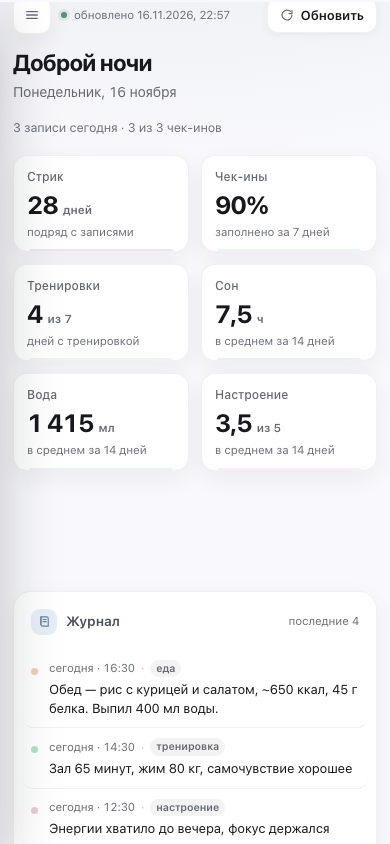 обновлено 16.11.2026, 22:57
Обновить
Доброй ночи
Понедельник, 16 ноября
3 записи сегодня · 3 из 3 чек-инов
Стрик
28 дней
подряд с записями
Чек-ины
90%
заполнено за 7 дней
Тренировки
4 из 7
дней с тренировкой
Сон
7,5 ч
в среднем за 14 дней
Вода
1 415 мл
в среднем за 14 дней
Настроение
3,5 из 5
в среднем за 14 дней
Журнал
последние 4
сегодня · 16:30 · еда
Обед — рис с курицей и салатом, ~650 ккал, 45 г
белка. Выпил 400 мл воды.
сегодня · 14:30 · тренировка
Зал 65 минут, жим 80 кг, самочувствие хорошее
сегодня · 12:30 · настроение
Энергии хватило до вечера, фокус держался